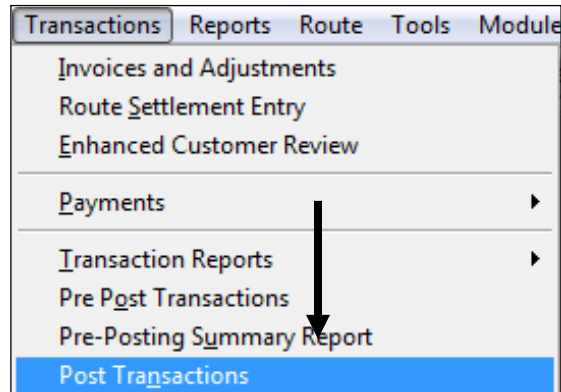 Transactions Reports Route Tools Module
Invoices and Adjustments
Route Settlement Entry
Enhanced Customer Review
Payments
Transaction Reports
Pre Post Transactions
Pre-Posting Summary Report
Post Transactions